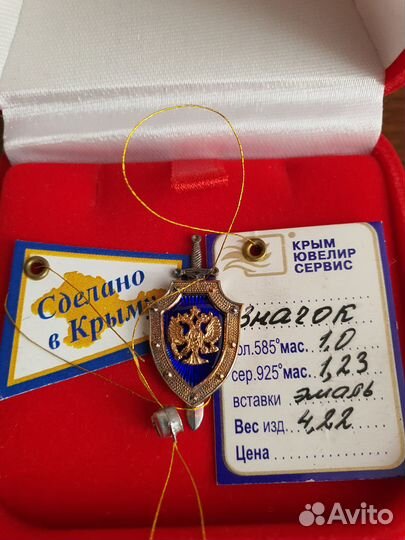 Сделано
в Крыму
КРЫМ
ЮВЕЛИР
СЕРВИС
Значок
зол.585° мас. 1,0
сер.925° мас. 1,23
вставки эмаль
Вес изд. 4,22
Цена
Avito